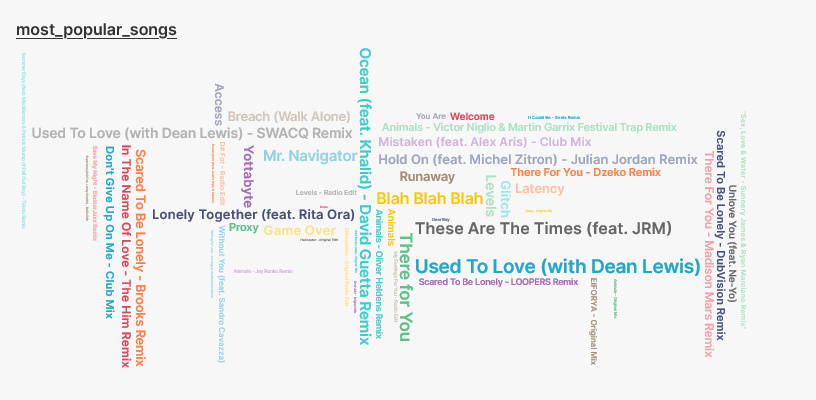 most_popular_songs
Ocean (feat. Khalid) - David Guetta Remix
Access
Breach (Walk Alone)
You Are
Welcome
It Could Be - Radio Remix
Animals - Victor Niglio & Martin Garrix Festival Trap Remix
Used To Love (with Dean Lewis) - SWACQ Remix
Mistaken (feat. Alex Aris) - Club Mix
Hold On (feat. Michel Zitron) - Julian Jordan Remix
Mr. Navigator
Yottabyte
Don't Give Up On Me - Club Mix
In The Name Of Love - The Him Remix
Scared To Be Lonely - Brooks Remix
There For You - Dzeko Remix
Runaway
Latency
Levels
Glitch
Levels - Radio Edit
Blah Blah Blah
Lonely Together (feat. Rita Ora)
Proxy
Game Over
Animals
Animals - Oliver Heldens Remix
There for You
These Are The Times (feat. JRM)
Used To Love (with Dean Lewis)
Scared To Be Lonely - LOOPERS Remix
Without You (feat. Sandro Cavazza)
Animals - Jay Ronko Remix
EIFORYA - Original Mix
There For You - Madison Mars Remix
Scared To Be Lonely - DubVision Remix
Unlove You (feat. Ne-Yo)
"Sex, Love & Water" - Sunnery James & Ryan Marciano Remix"